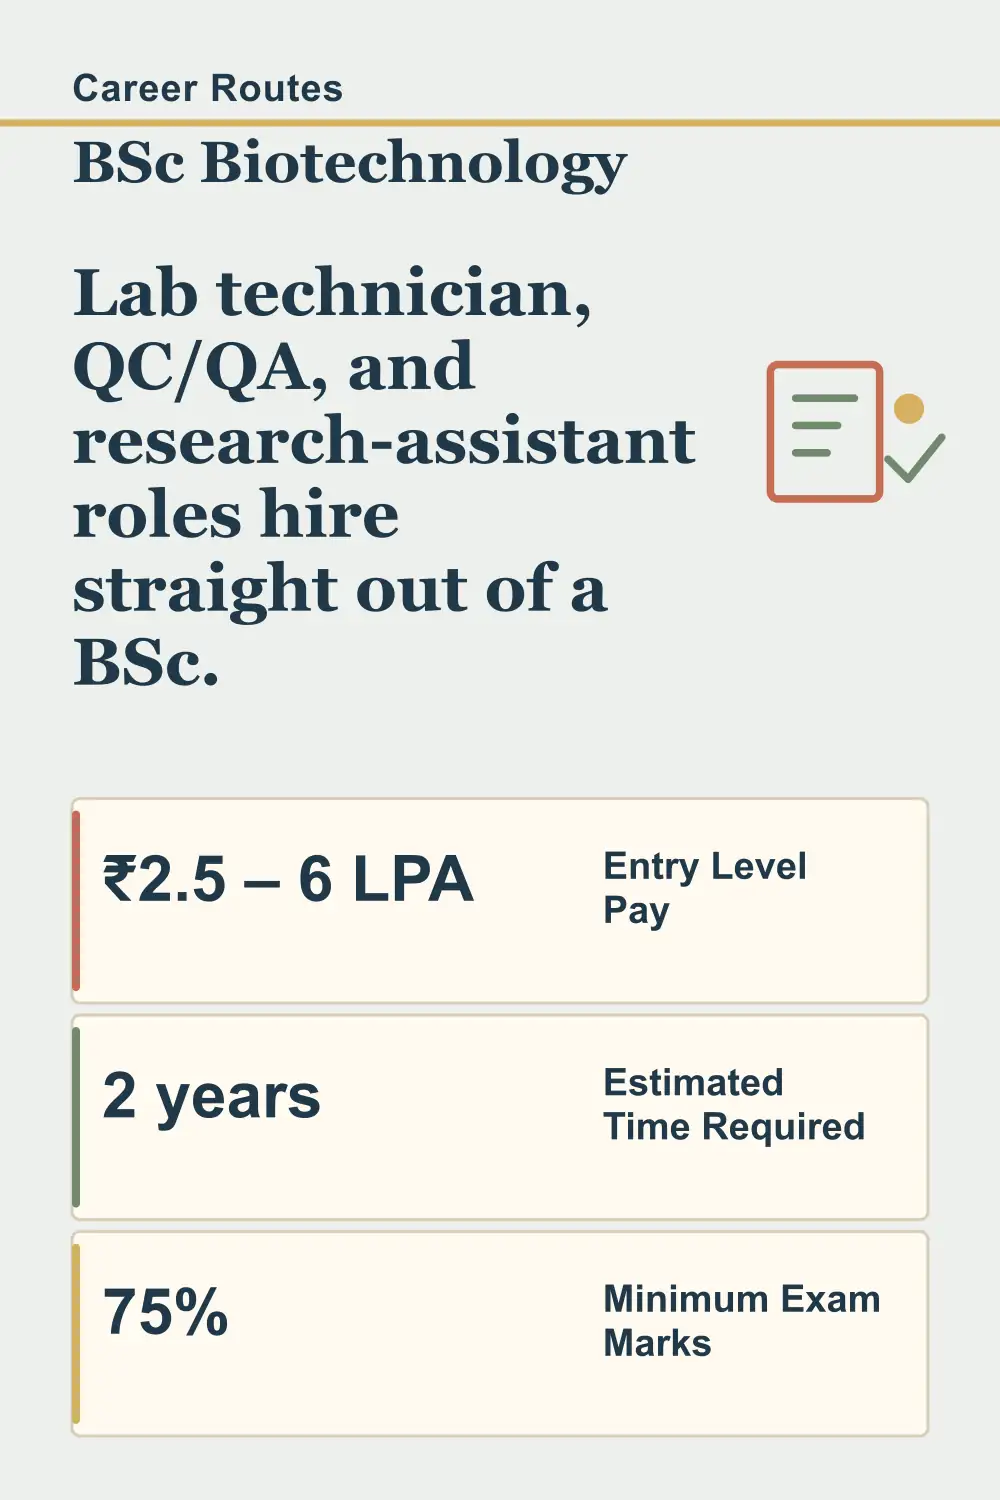 Career Routes
BSc Biotechnology
Lab technician,
QC/QA, and
research-assistant
roles hire
straight out of a
BSc.
₹2.5 – 6 LPA
Entry Level
Pay
2 years
Estimated
Time Required
75%
Minimum Exam
Marks